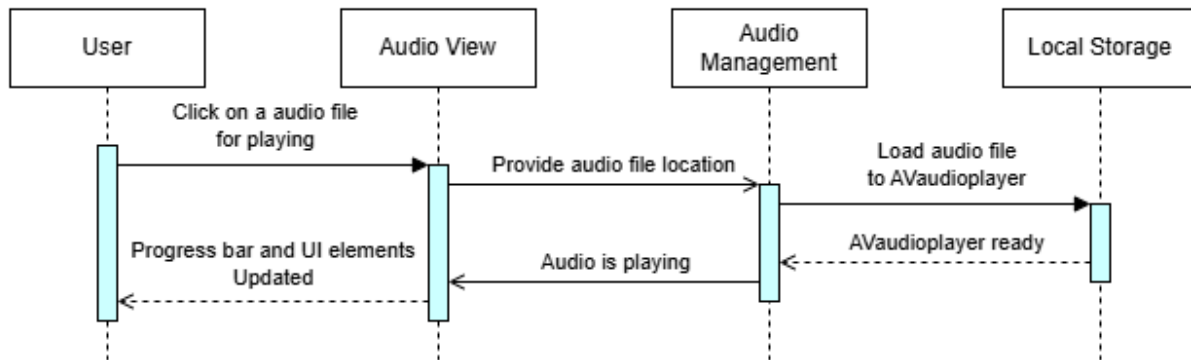 User
Audio View
Audio
Management
Local Storage
Click on a audio file
for playing
Provide audio file location
Load audio file
to AVaudioplayer
AVaudioplayer ready
Audio is playing
Progress bar and UI elements
Updated